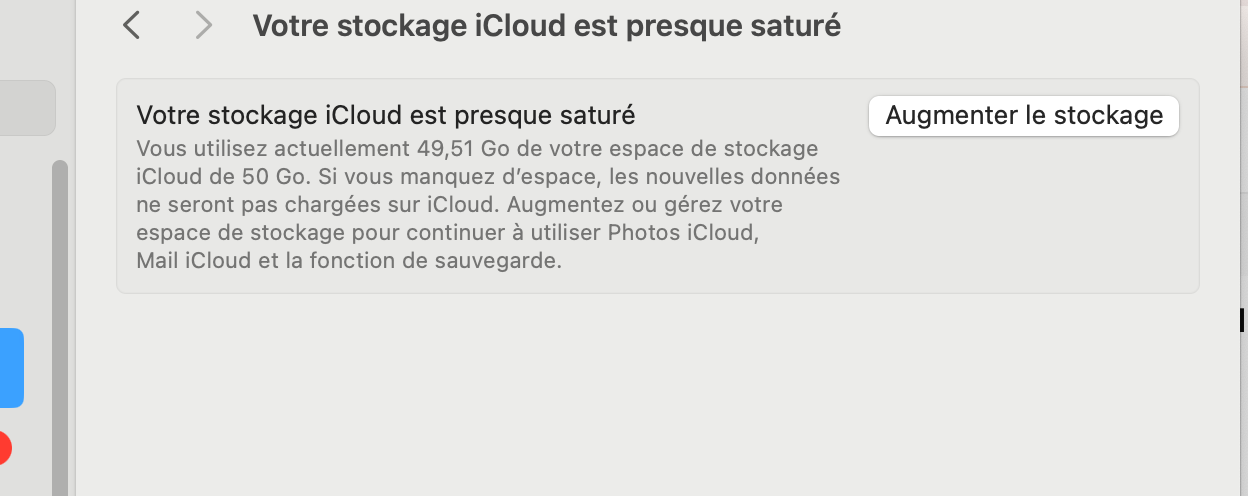 Votre stockage iCloud est presque saturé
Votre stockage iCloud est presque saturé
Augmenter le stockage
Vous utilisez actuellement 49,51 Go de votre espace de stockage
iCloud de 50 Go. Si vous manquez d’espace, les nouvelles données
ne seront pas chargées sur iCloud. Augmentez ou gérez votre
espace de stockage pour continuer à utiliser Photos iCloud,
Mail iCloud et la fonction de sauvegarde.